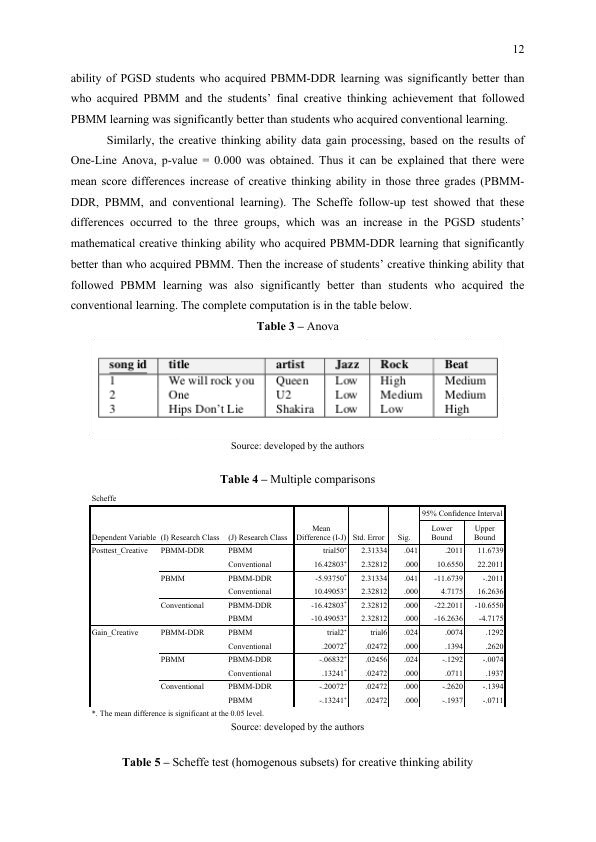 12
ability of PGSD students who acquired PBMM-DDR learning was significantly better than
who acquired PBMM and the students' final creative thinking achievement that followed
PBMM learning was significantly better than students who acquired conventional learning.
Similarly, the creative thinking ability data gain processing, based on the results of
One-Line Anova, p-value = 0.000 was obtained. Thus it can be explained that there were
mean score differences increase of creative thinking ability in those three grades (PBMM-
DDR, PBMM, and conventional learning). The Scheffe follow-up test showed that these
differences occurred to the three groups, which was an increase in the PGSD students'
mathematical creative thinking ability who acquired PBMM-DDR learning that significantly
better than who acquired PBMM. Then the increase of students' creative thinking ability that
followed PBMM learning was also significantly better than students who acquired the
conventional learning. The complete computation is in the table below.
Table 3 – Anova
song id title artist Jazz Rock Beat
1 We will rock you Queen Low High Medium
2 One U2 Low Medium Medium
3 Hips Don't Lie Shakira Low Low High
Source: developed by the authors
Table 4 – Multiple comparisons
Scheffe
95% Confidence Interval
Mean Lower Upper
Dependent Variable (I) Research Class (J) Research Class Difference (I-J) Std. Error Sig. Bound Bound
Posttest_Creative PBMM-DDR PBMM trial50* 2.31334 .041 .2011 11.6739
Conventional 16.42803* 2.32812 .000 10.6550 22.2011
PBMM PBMM-DDR -5.93750* 2.31334 .041 -11.6739 -.2011
Conventional 10.49053* 2.32812 .000 4.7175 16.2636
Conventional PBMM-DDR -16.42803* 2.32812 .000 -22.2011 -10.6550
PBMM -10.49053* 2.32812 .000 -16.2636 -4.7175
Gain_Creative PBMM-DDR PBMM trial2* trial6 .024 .0074 .1292
Conventional .20072* .02472 .000 .1394 .2620
PBMM PBMM-DDR -.06832* .02456 .024 -.1292 -.0074
Conventional .13241* .02472 .000 .0711 .1937
Conventional PBMM-DDR -.20072* .02472 .000 -.2620 -.1394
PBMM -.13241* .02472 .000 -.1937 -.0711
*. The mean difference is significant at the 0.05 level.
Source: developed by the authors
Table 5 – Scheffe test (homogenous subsets) for creative thinking ability